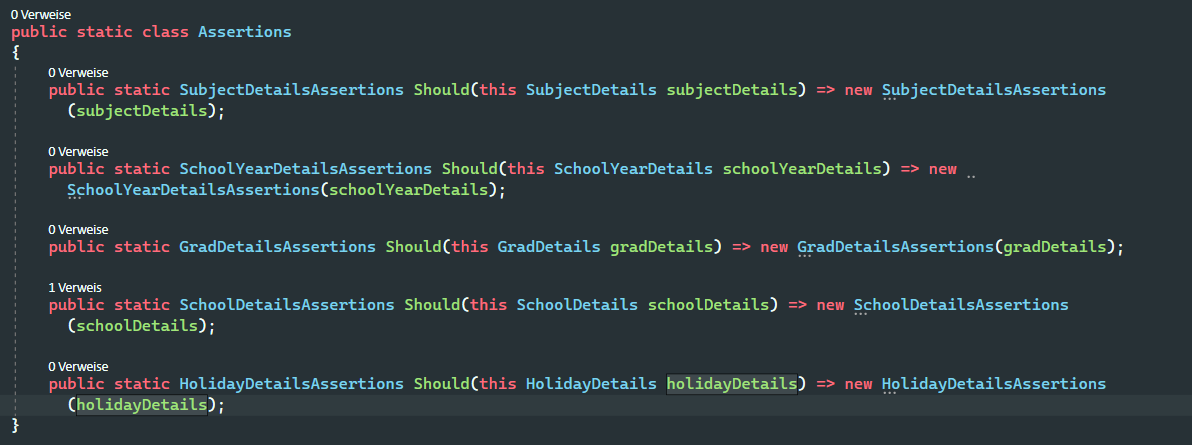 0 Verweise
public static class Assertions
{
0 Verweise
public static SubjectDetailsAssertions Should(this SubjectDetails subjectDetails) => new SubjectDetailsAssertions
(subjectDetails);
0 Verweise
public static SchoolYearDetailsAssertions Should(this SchoolYearDetails schoolYearDetails) => new
SchoolYearDetailsAssertions(schoolYearDetails);
0 Verweise
public static GradDetailsAssertions Should(this GradDetails gradDetails) => new GradDetailsAssertions(gradDetails);
1 Verweis
public static SchoolDetailsAssertions Should(this SchoolDetails schoolDetails) => new SchoolDetailsAssertions
(schoolDetails);
0 Verweise
public static HolidayDetailsAssertions Should(this HolidayDetails holidayDetails) => new HolidayDetailsAssertions
(holidayDetails);
}